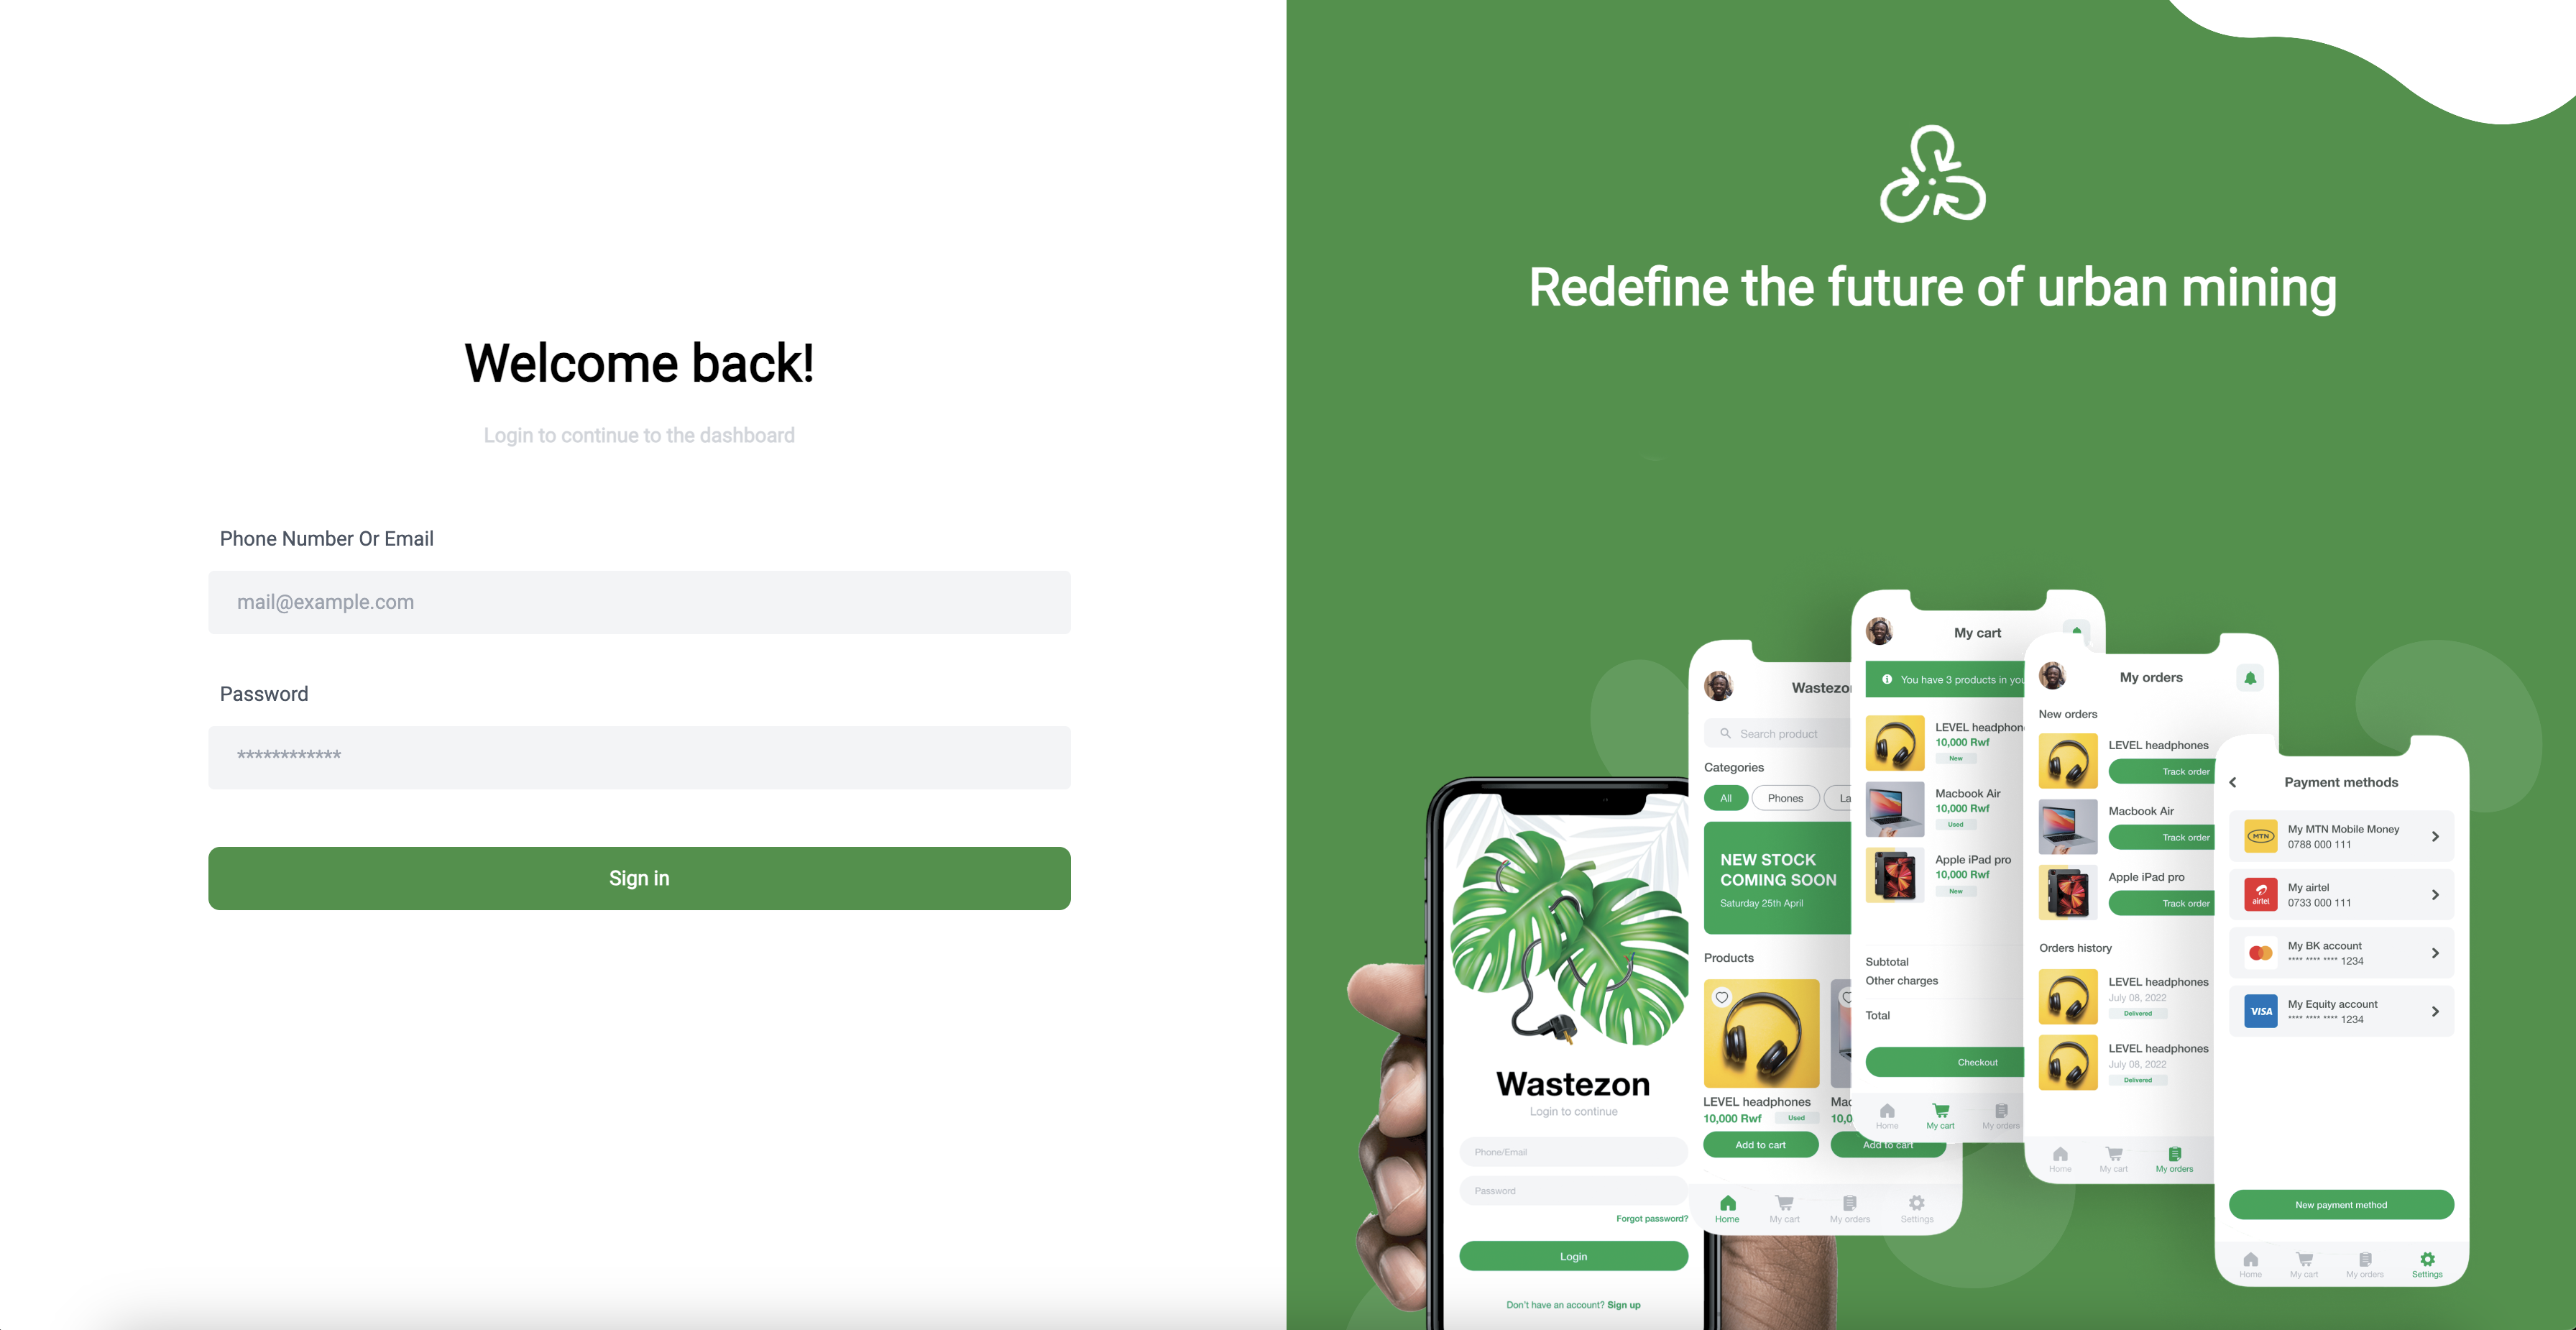 Welcome back!
Login to continue to the dashboard
Phone Number Or Email
mail@example.com
Password
************
Sign in
Redefine the future of urban mining
Wastezon
Login to continue
Phone/Email
Password
Forgot password?
Login
Don't have an account? Sign up
Search product
Categories
All
Phones
NEW STOCK
COMING SOON
Saturday 25th April
Products
LEVEL headphones
10,000 Rwf
Used
Add to cart
Add to cart
Home
My cart
My orders
Settings
My cart
You have 3 products in
LEVEL
10,000 Rwf
New
Macbook Air
10,000 Rwf
Used
Apple iPad pro
10,000 Rwf
New
Subtotal
Other charges
Total
Checkout
Home
My cart
My orders
My orders
New orders
LEVEL headphones
Track order
Macbook Air
Track order
Apple iPad pro
Track order
Orders history
LEVEL headphones
July 08, 2022
Delivered
LEVEL headphones
July 08, 2022
Delivered
Home
My cart
My orders
Payment methods
MTN
My MTN Mobile Money
0788 000 111
airtel
My airtel
0733 000 111
My BK account
**** **** **** 1234
VISA
My Equity account
**** **** **** 1234
New payment method
Home
My cart
My orders
Settings